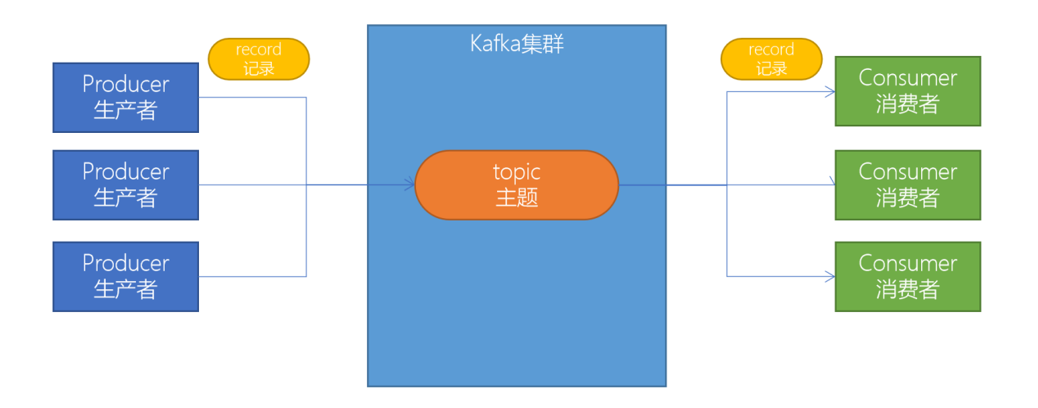 record
记录
Kafka集群
record
记录
Producer
生产者
Consumer
消费者
Producer
生产者
topic
主题
Consumer
消费者
Producer
生产者
Consumer
消费者